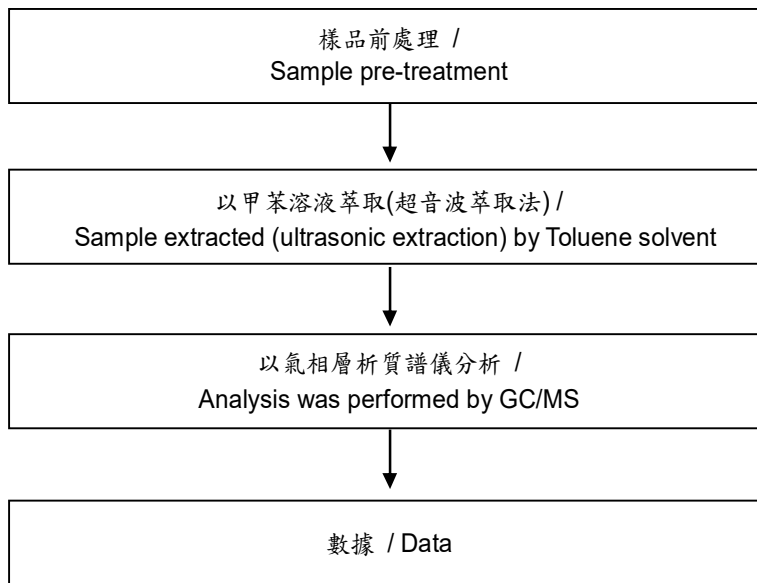 樣品前處理 /
Sample pre-treatment
以甲苯溶液萃取(超音波萃取法) /
Sample extracted (ultrasonic extraction) by Toluene solvent
以氣相層析質譜儀分析 /
Analysis was performed by GC/MS
數據 / Data